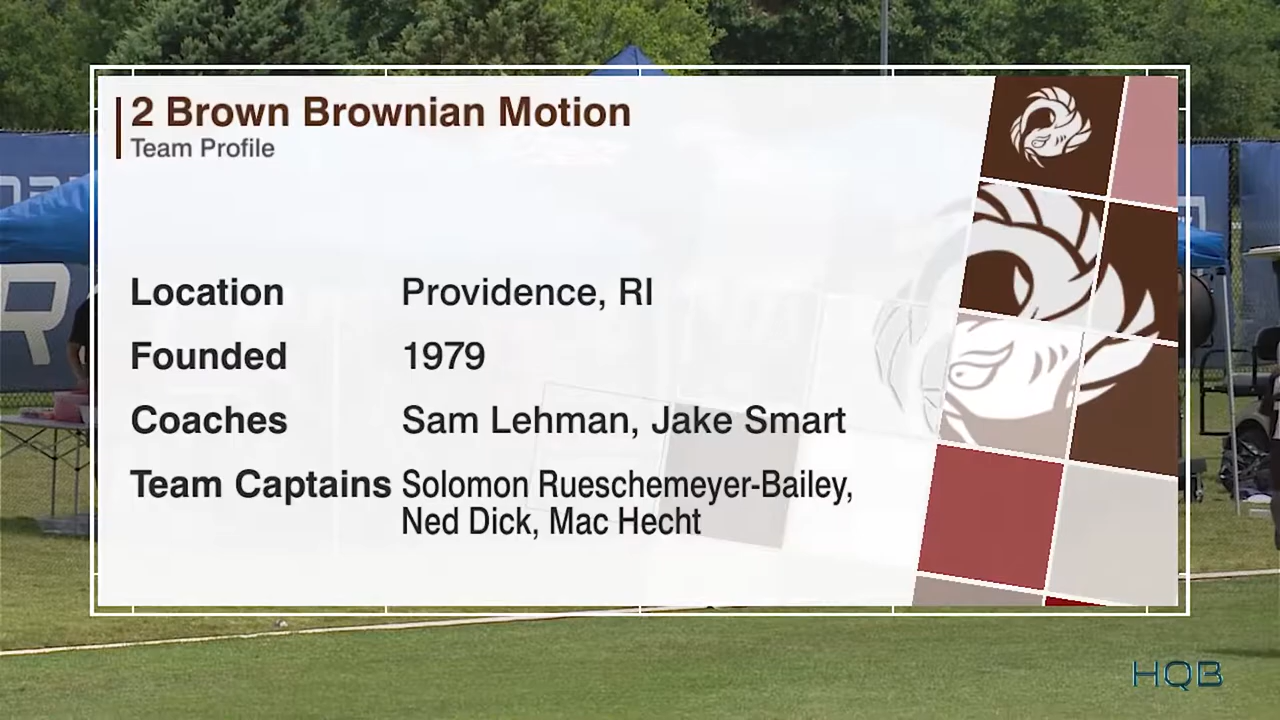 2 Brown Brownian Motion
Team Profile
Location Providence, RI
Founded 1979
Coaches Sam Lehman, Jake Smart
Team Captains Solomon Rueschemeyer-Bailey,
Ned Dick, Mac Hecht
HQB